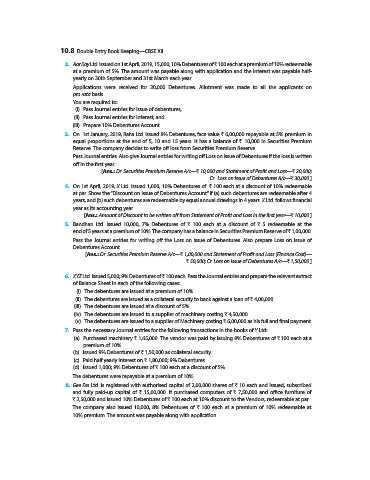 10.8 Double Entry Book Keeping—CBSE XII
2. Aar Ess Ltd. issued on 1st April, 2019, 15,000, 10% Debentures of ₹ 100 each at a premium of 10% redeemable
at a premium of 5%. The amount was payable along with application and the interest was payable half-
yearly on 30th September and 31st March each year.
Applications were received for 20,000 Debentures. Allotment was made to all the applicants on
pro rata basis.
You are required to:
(i) Pass Journal entries for issue of debentures,
(ii) Pass Journal entries for interest, and
(iii) Prepare 10% Debentures Account.
3. On 1st January, 2019, Raha Ltd. issued 8% Debentures, face value ₹ 6,00,000 repayable at 5% premium in
equal proportions at the end of 5, 10 and 15 years. It has a balance of ₹ 10,000 in Securities Premium
Reserve. The company decides to write off loss from Securities Premium Reserve.
Pass Journal entries. Also give Journal entries for writing off Loss on Issue of Debentures if the loss is written
off in the first year.
[Ans.: Dr. Securities Premium Reserve A/c—₹ 10,000 and Statement of Profit and Loss—₹ 20,000;
Cr. Loss on Issue of Debentures A/c—₹ 30,000.]
4. On 1st April, 2019, X Ltd. issued 1,000, 10% Debentures of ₹ 100 each at a discount of 10% redeemable
at par. Show the "Discount on Issue of Debentures Account" if (a) such debentures are redeemable after 4
years, and (b) such debentures are redeemable by equal annual drawings in 4 years. X Ltd. follows financial
year as its accounting year.
[Ans.: Amount of Discount to be written off from Statement of Profit and Loss in the first year—₹ 10,000.]
5. Bandhan Ltd. issued 10,000, 7% Debentures of ₹ 100 each at a discount of ₹ 5 redeemable at the
end of 5 years at a premium of 10%. The company has a balance in Securities Premium Reserve of ₹ 1,00,000.
Pass the Journal entries for writing off the Loss on Issue of Debentures. Also prepare Loss on Issue of
Debentures Account.
[Ans.: Dr. Securities Premium Reserve A/c—₹ 1,00,000 and Statement of Profit and Loss (Finance Cost)—
₹ 50,000; Cr. Loss on Issue of Debentures A/c—₹ 1,50,000.]
6. XYZ Ltd. issued 5,000; 9% Debentures of ₹ 100 each. Pass the Journal entries and prepare the relevant extract
of Balance Sheet in each of the following cases:
(i) The debentures are issued at a premium of 10%.
(ii) The debentures are issued as a collateral security to bank against a loan of ₹ 4,00,000.
(iii) The debentures are issued at a discount of 5%.
(iv) The debentures are issued to a supplier of machinery costing ₹ 4,50,000.
(v) The debentures are issued to a supplier of Machinery costing ₹ 6,00,000 as his full and final payment.
7. Pass the necessary Journal entries for the following transactions in the books of Y Ltd.:
(a) Purchased machinery ₹ 1,65,000. The vendor was paid by issuing 9% Debentures of ₹ 100 each at a
premium of 10%.
(b) Issued 9% Debentures of ₹ 1,50,000 as collateral security.
(c) Paid half yearly interest on ₹ 1,80,000; 9% Debentures.
(d) Issued 1,000; 9% Debentures of ₹ 100 each at a discount of 5%.
The debentures were repayable at a premium of 10%.
8. Gee Ess Ltd. is registered with authorised capital of 2,00,000 shares of ₹ 10 each and issued, subscribed
and fully paid-up capital of ₹ 15,00,000. It purchased computers of ₹ 7,50,000 and office furniture of
₹ 3,50,000 and issued 10% Debentures of ₹ 100 each at 10% discount to the Vendors, redeemable at par.
The company also issued 10,000, 8% Debentures of ₹ 100 each at a premium of 10% redeemable at
10% premium. The amount was payable along with application.